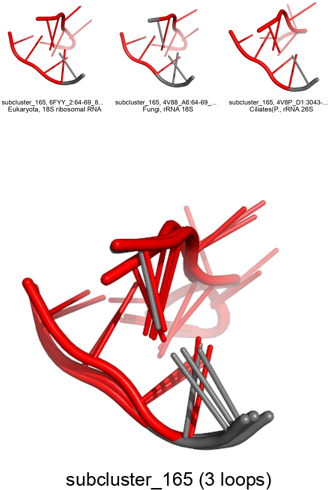 subcluster_165, 6FYY_2:64-69_8...
Eukaryota, 18S ribosomal RNA
subcluster_165, 4V88_A6:64-69_...
Fungi, rRNA 18S
subcluster_165, 4V8P_D1:3043-...
Ciliates(P., rRNA 26S
subcluster_165 (3 loops)